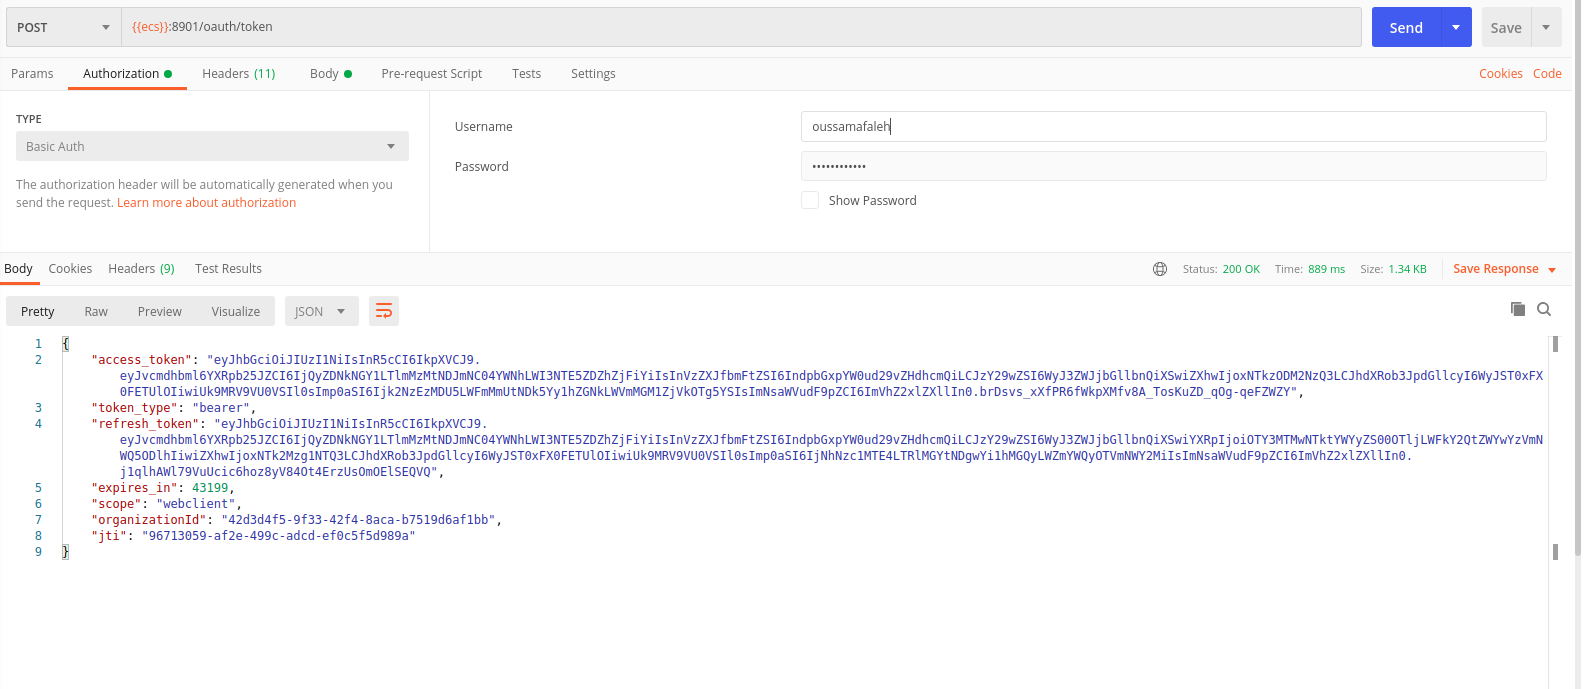 POST
{{ecs}}:8901/oauth/token
Send
Save
Params
Authorization
Headers (11)
Body
Pre-request Script
Tests
Settings
Cookies
Code
TYPE
Basic Auth
The authorization header will be automatically generated when you
send the request. Learn more about authorization
Username
oussamafaleh
Password
••••••••••••
Show Password
Body
Cookies
Headers (9)
Test Results
Status: 200 OK
Time: 889 ms
Size: 1.34 KB
Save Response
Pretty
Raw
Preview
Visualize
JSON
1 {
2 "access_token": "eyJhbGciOiJIUzI1NiIsInR5cCI6IkpXVCJ9.
eyJvcmdhbml6YXRpb25JZCI6IjQyZDNkNGY1LTlmMzMtNDJmNC04YWNhLWI3NTE5ZDZhZjFiYiIsInVzZXJfbmFtZSI6IndpbGxpYW0ud29vZHdhcmQiLCJzY29wZSI6WyJ3ZWJjbGllbnQiXSwiZXhwIjoxNTkzODM2NzQ3LCJhdXRob3JpdGllcyI6WyJST0xFX
0FETUlOIiwiUk9MRV9VU0VSIl0sImp0aSI6Ijk2NzEzMDU5LWFmMmUtNDk5Yy1hZGNkLWVmMGM1ZjVkOTg5YSIsImNsaWVudF9pZCI6ImVhZ2xlZXllIn0.brDsvs_xXfPR6fWkpXMfv8A_TosKuZD_qOg-qeFZWZY",
3 "token_type": "bearer",
4 "refresh_token": "eyJhbGciOiJIUzI1NiIsInR5cCI6IkpXVCJ9.
eyJvcmdhbml6YXRpb25JZCI6IjQyZDNkNGY1LTlmMzMtNDJmNC04YWNhLWI3NTE5ZDZhZjFiYiIsInVzZXJfbmFtZSI6IndpbGxpYW0ud29vZHdhcmQiLCJzY29wZSI6WyJ3ZWJjbGllbnQiXSwiYXRpIjoiOTY3MTMwNTktYWYyZS00OTljLWFkY2QtZWYwYzVmN
WQ5ODlhIiwiZXhwIjoxNTk2Mzg1NTQ3LCJhdXRob3JpdGllcyI6WyJST0xFX0FETUlOIiwiUk9MRV9VU0VSIl0sImp0aSI6IjNhNzc1MTE4LTRlMGYtNDgwYi1hMGQyLWZmYWQyOTVmNWY2MiIsImNsaWVudF9pZCI6ImVhZ2xlZXllIn0.
j1qlhAWl79VuUcic6hoz8yV84Ot4ErzUsOmOElSEQVQ",
5 "expires_in": 43199,
6 "scope": "webclient",
7 "organizationId": "42d3d4f5-9f33-42f4-8aca-b7519d6af1bb",
8 "jti": "96713059-af2e-499c-adcd-ef0c5f5d989a"
9 }